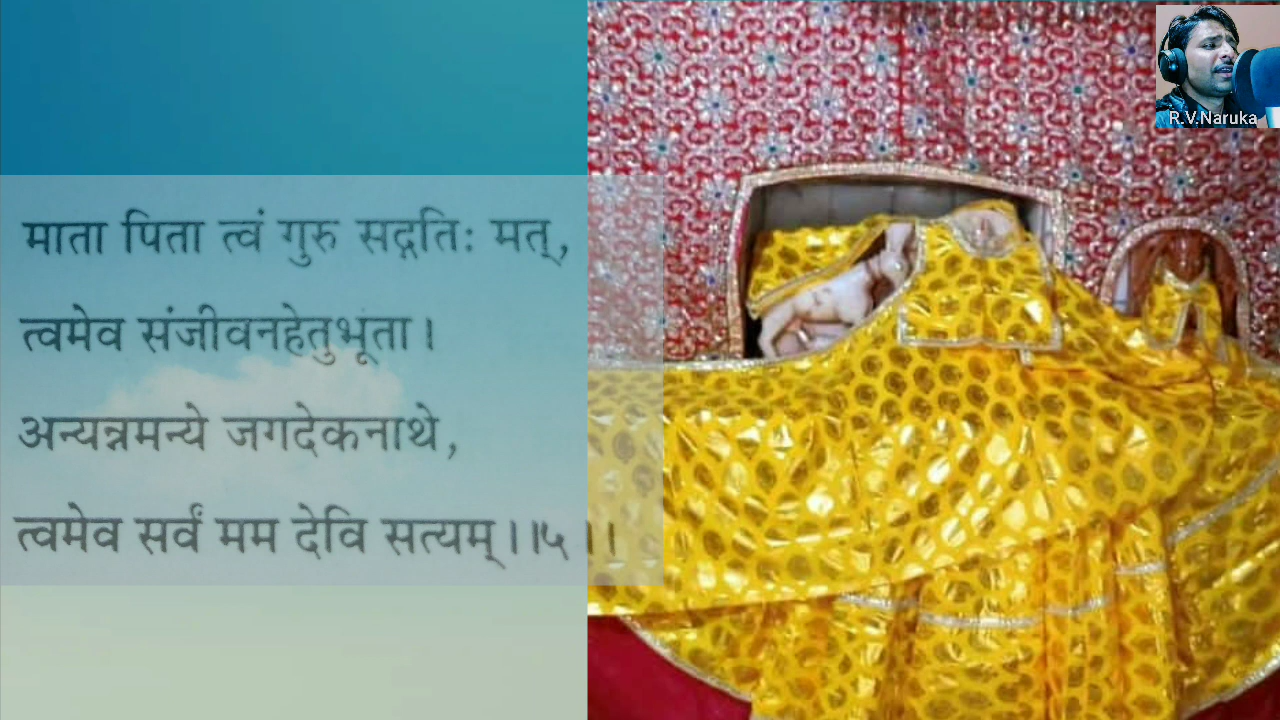 माता पिता त्वं गुरु सद्गतिः मत्,
त्वमेव संजीवनहेतुभूता।
अन्यन्नमन्ये जगदेकनाथे,
त्वमेव सर्वं मम देवि सत्यम्।।५।।
R.V.Naruka